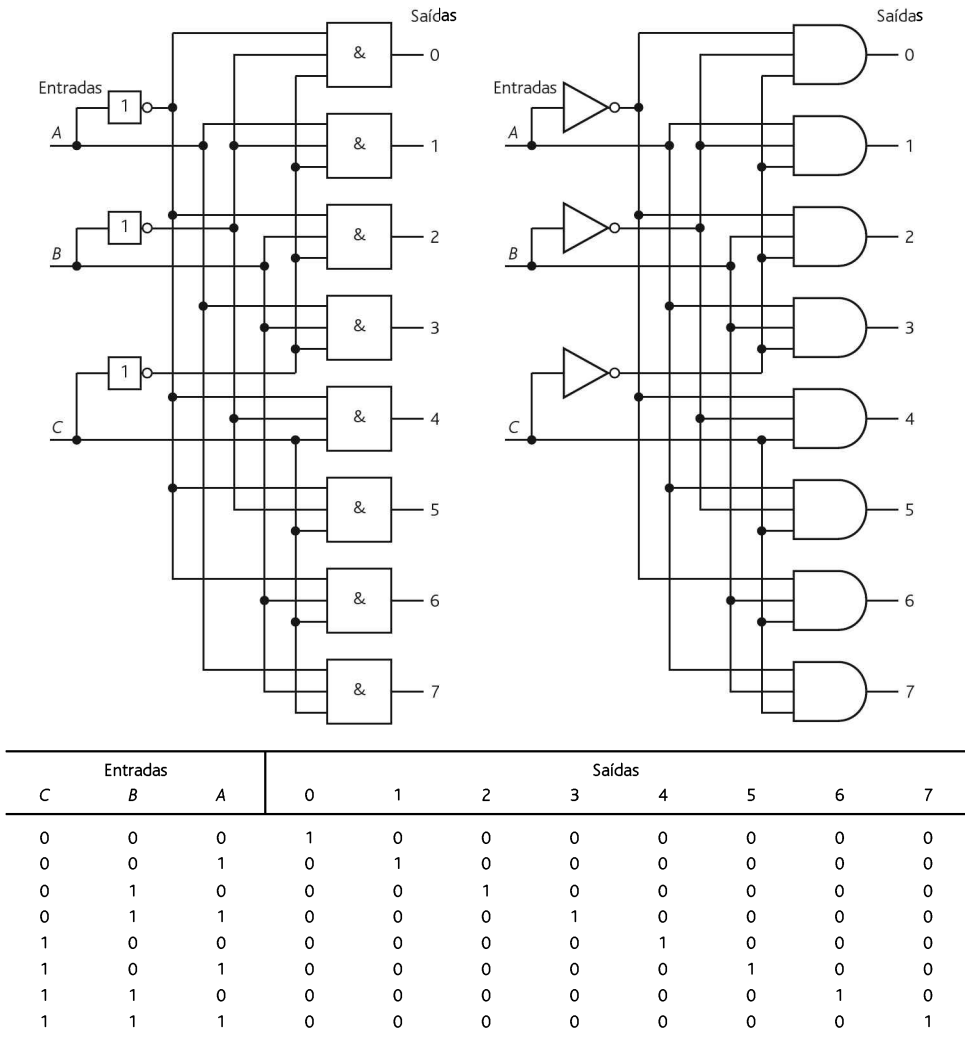 Saídas
& 0
Entradas
1
A
& 1
1
& 2
B
& 3
1
& 4
C
& 5
& 6
& 7
Saídas
0
Entradas
A
1
2
B
3
4
C
5
6
7
Entradas Saídas
C B A 0 1 2 3 4 5 6 7
0 0 0 1 0 0 0 0 0 0 0
0 0 1 0 1 0 0 0 0 0 0
0 1 0 0 0 1 0 0 0 0 0
0 1 1 0 0 0 1 0 0 0 0
1 0 0 0 0 0 0 1 0 0 0
1 0 1 0 0 0 0 0 1 0 0
1 1 0 0 0 0 0 0 0 1 0
1 1 1 0 0 0 0 0 0 0 1